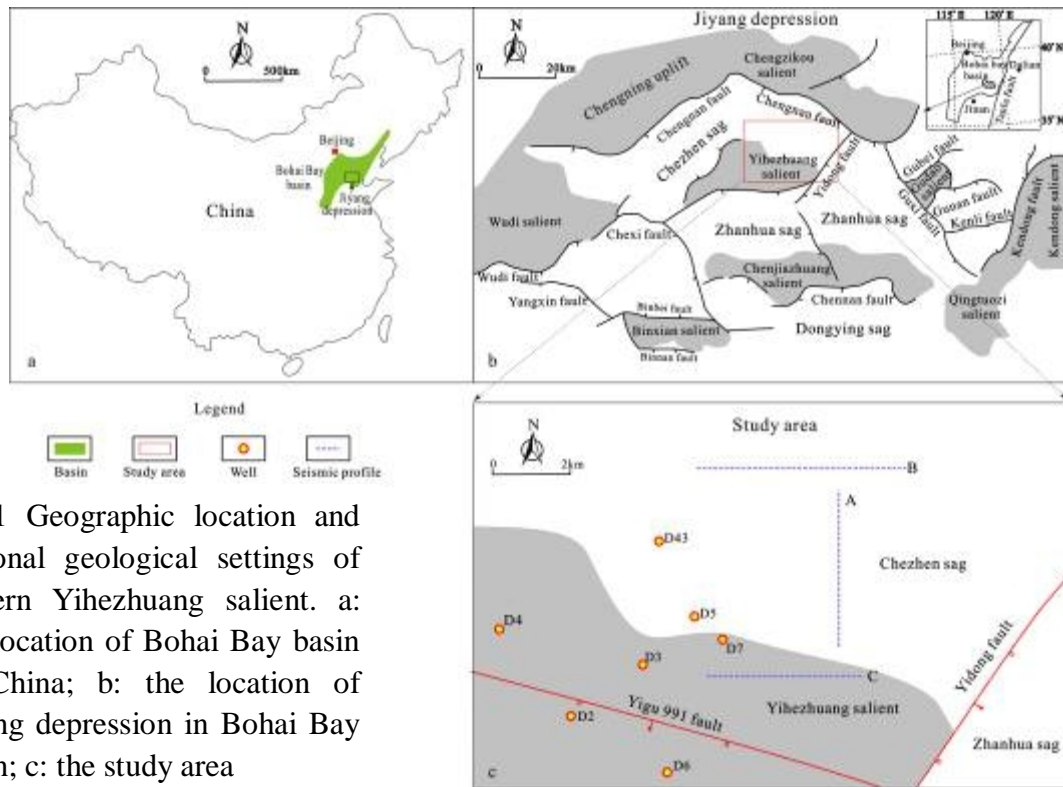 N
0 500km
Beijing
Bohai Bay
basin
Jiyang
depression
China
a
Jiyang depression
N
0 20km
115°E 120°E
Beijing
40°N
Bohai bay
basin
Dalian
Tanlu fault
Jinan
35°N
Chengning uplift
Chengzikou
salient
Chengnan fault
Chengnan fault
Chezhen sag
Yihezhuang
salient
Yidong fault
Gubei fault
Gudao
salient
Guxi fault
Gunan fault
Kenli fault
Kendong fault
Kendong salient
Wudi salient
Chexi fault
Zhanhua sag
Zhanhua sag
Wudi fault
Chenjiazhuang
salient
Yangxin fault
Chennan fault
Qingtuozi
salient
Binbei fault
Binxian salient
Dongying sag
Binnan fault
b
Legend
Basin Study area Well Seismic profile
Geographic location and
onal geological settings of
ern Yihezhuang salient. a:
location of Bohai Bay basin
China; b: the location of
ng depression in Bohai Bay
; c: the study area
Study area
N
0 2km
B
A
D43
Chezhen sag
D5
D4
D7
D3
C
Yidong fault
Yigu 991 fault
Yihezhuang salient
D2
Zhanhua sag
D6
c